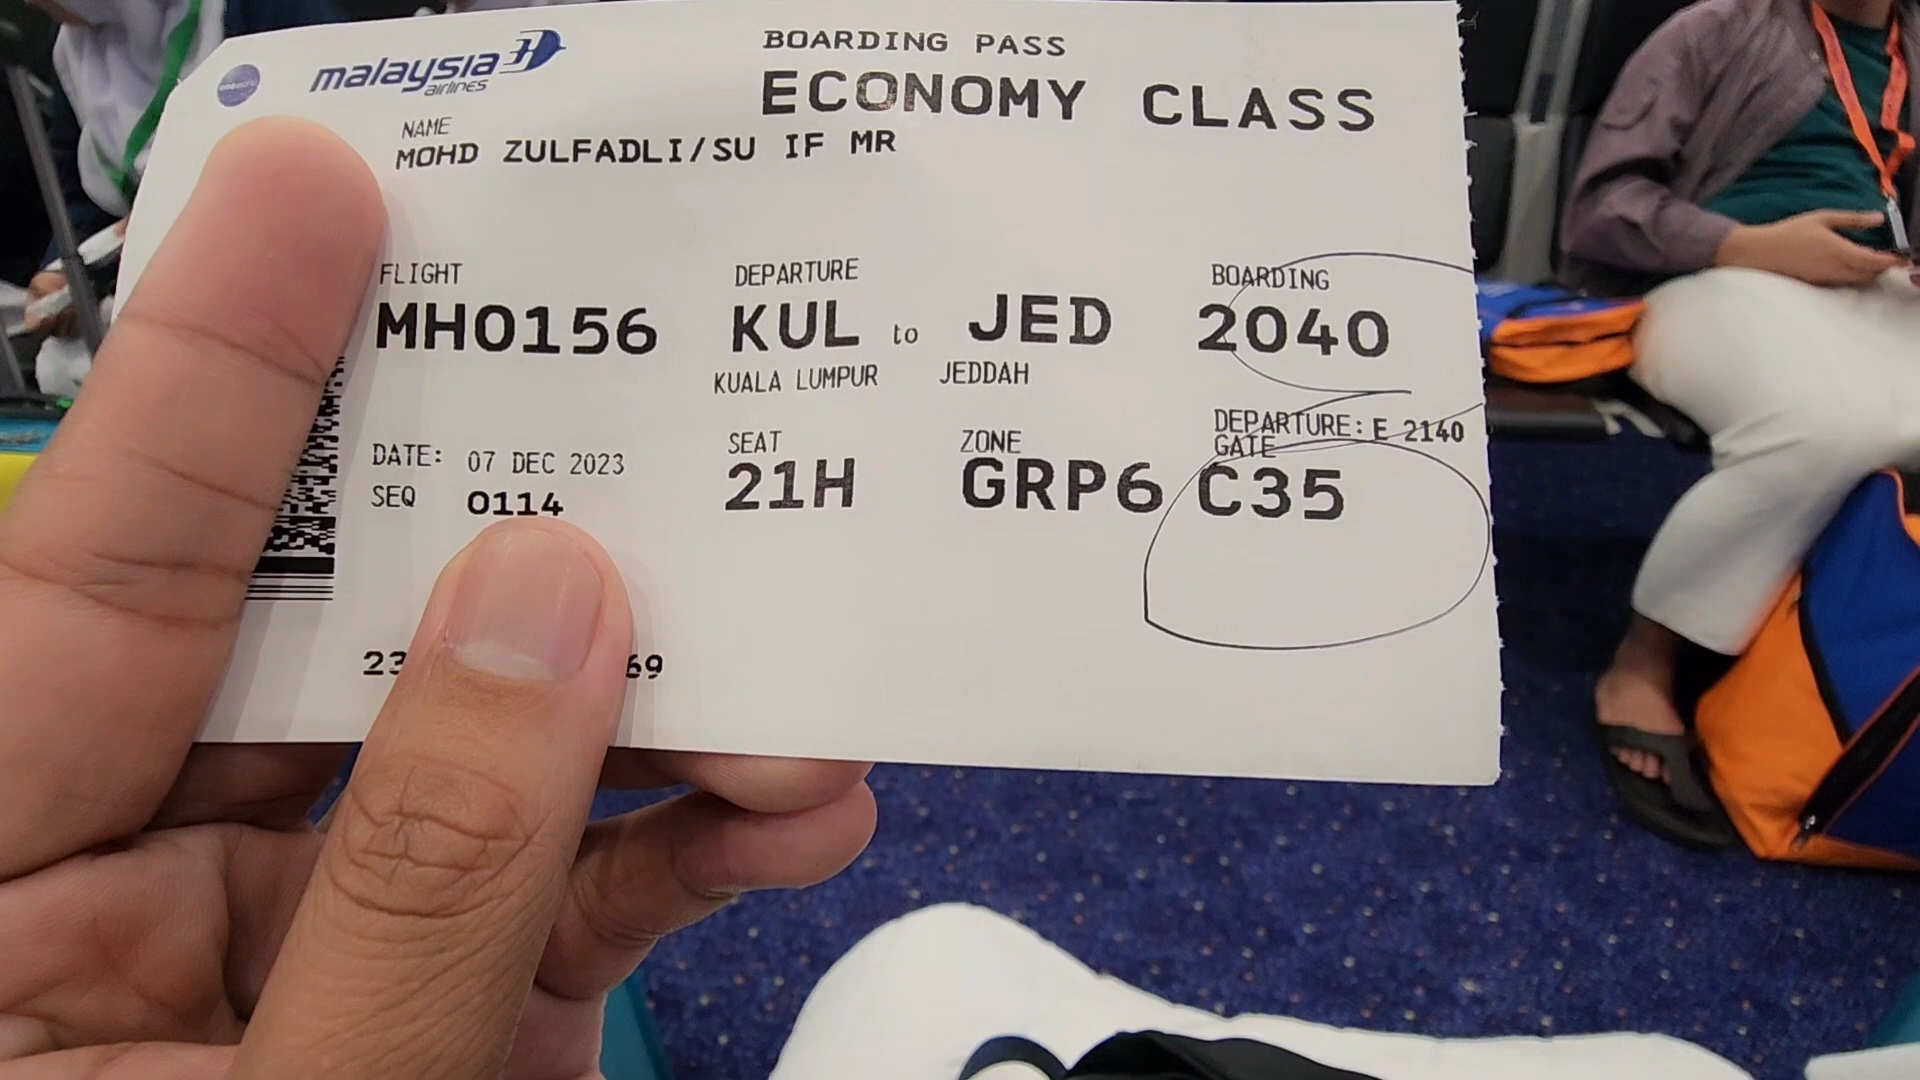 malaysia
airlines
BOARDING PASS
ECONOMY CLASS
NAME
MOHD ZULFADLI/SU IF MR
FLIGHT
MH0156
DEPARTURE
KUL to JED
KUALA LUMPUR JEDDAH
BOARDING
2040
DATE: 07 DEC 2023
SEQ 0114
SEAT
21H
ZONE
GRP6
DEPARTURE: E 2140
GATE
C35